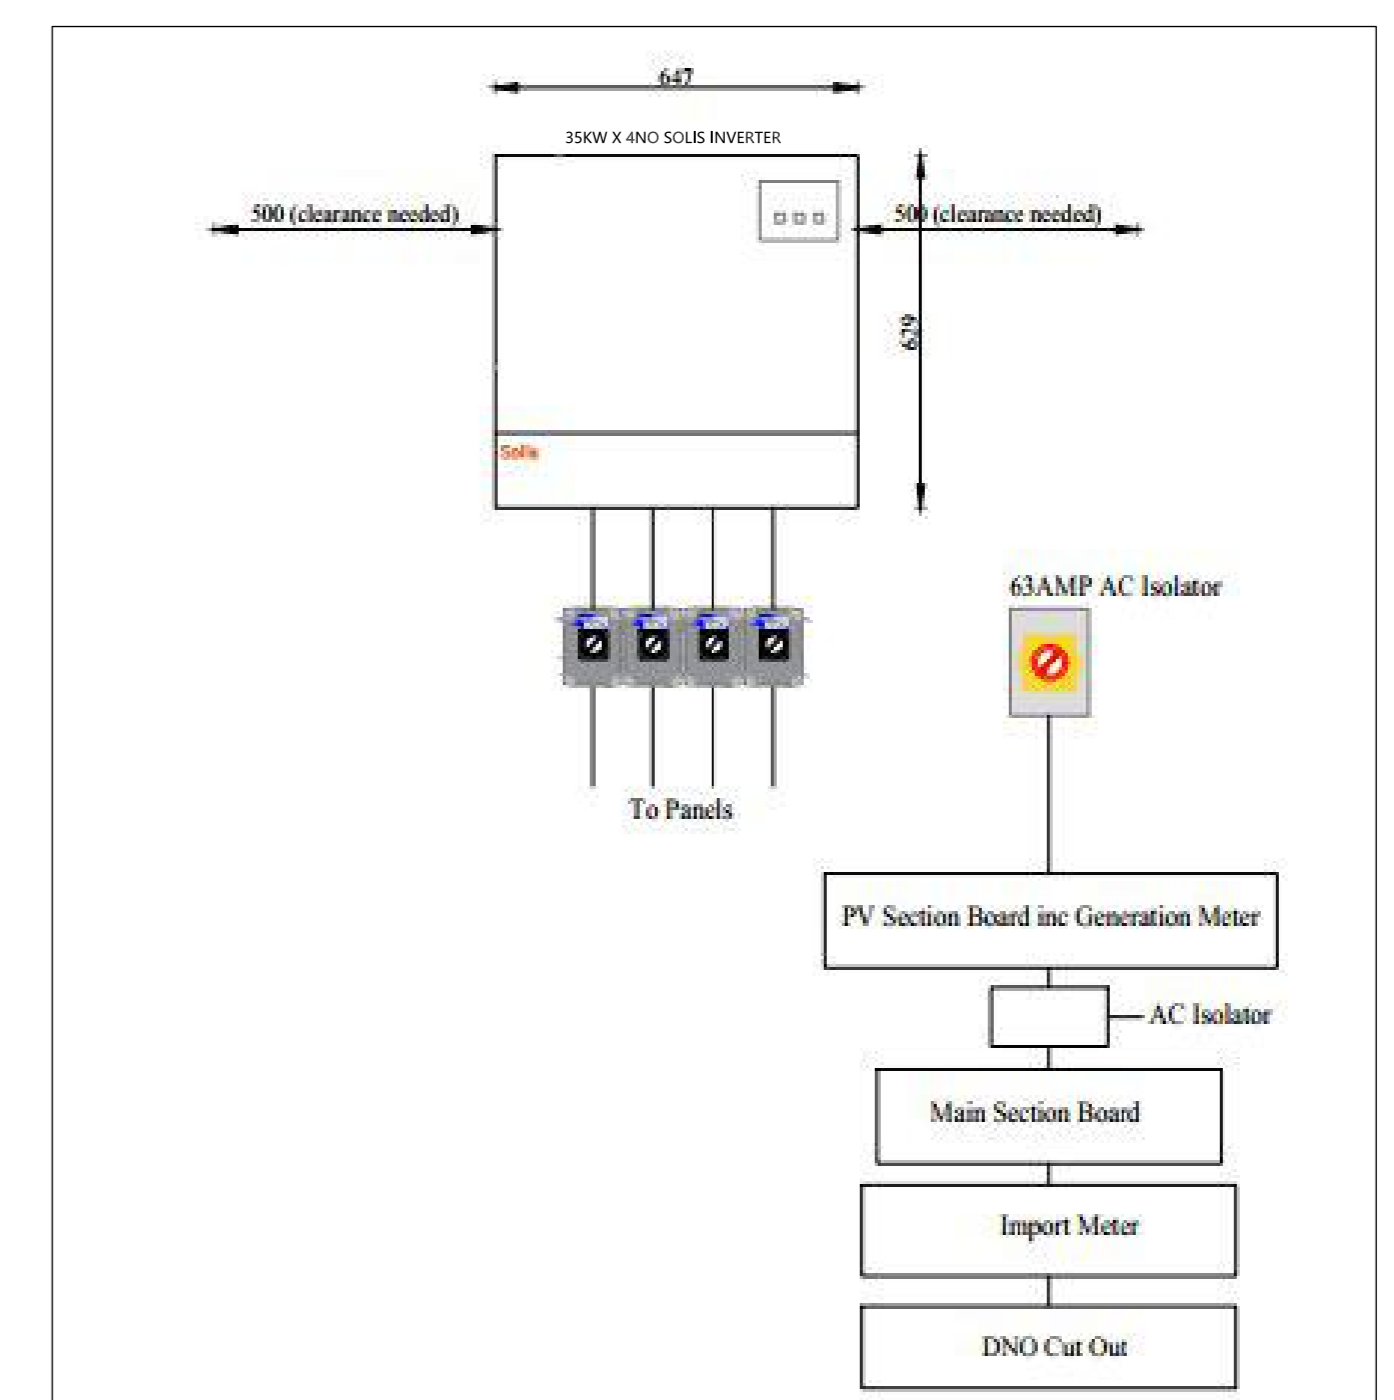 647
35KW X 4NO SOLIS INVERTER
500 (clearance needed)
500 (clearance needed)
629
Solis
63AMP AC Isolator
To Panels
PV Section Board inc Generation Meter
AC Isolator
Main Section Board
Import Meter
DNO Cut Out